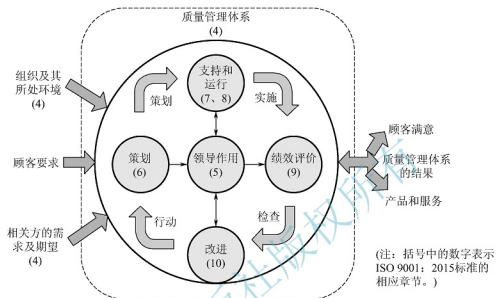 质量管理体系
(4)
组织及其
所处环境
(4)
支持和
运行
(7、8)
策划
实施
顾客要求
策划
(6)
领导作用
(5)
绩效评价
(9)
顾客满意
质量管理体系
的结果
产品和服务
行动
检查
相关方的需
求及期望
(4)
改进
(10)
(注：括号中的数字表示
ISO 9001：2015标准的
相应章节。)
社版权所有